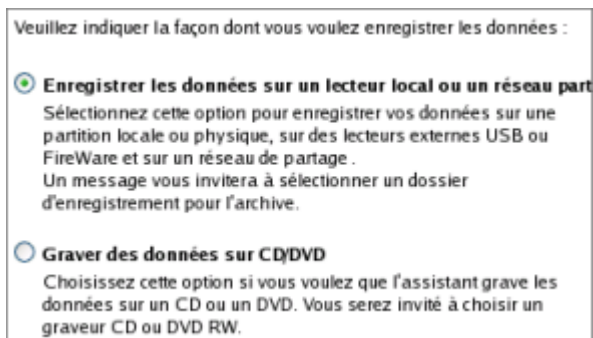 Veuillez indiquer la façon dont vous voulez enregistrer les données :
Enregistrer les données sur un lecteur local ou un réseau part
Sélectionnez cette option pour enregistrer vos données sur une
partition locale ou physique, sur des lecteurs externes USB ou
FireWare et sur un réseau de partage .
Un message vous invitera à sélectionner un dossier
d'enregistrement pour l'archive.
Graver des données sur CD/DVD
Choisissez cette option si vous voulez que l'assistant grave les
données sur un CD ou un DVD. Vous serez invité à choisir un
graveur CD ou DVD RW.